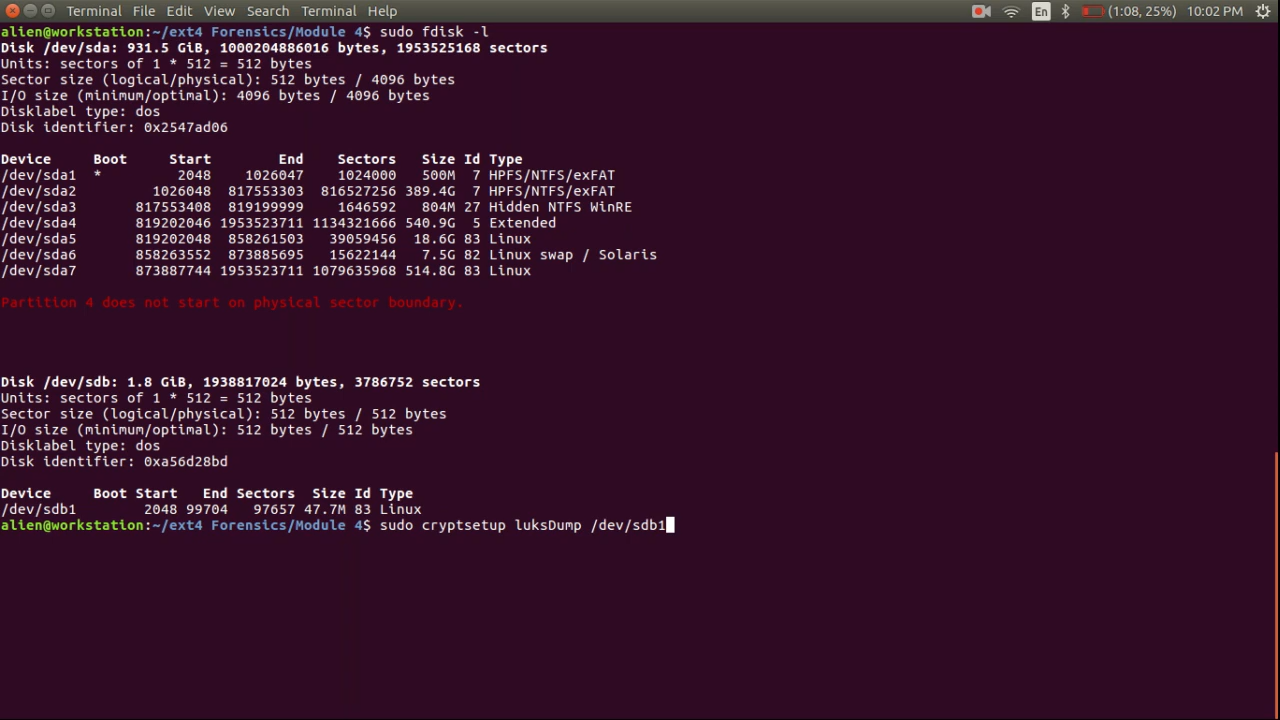 Terminal File Edit View Search Terminal Help En (1:08, 25%) 10:02 PM
alien@workstation:~/ext4 Forensics/Module 4$ sudo fdisk -l
Disk /dev/sda: 931.5 GiB, 1000204886016 bytes, 1953525168 sectors
Units: sectors of 1 * 512 = 512 bytes
Sector size (logical/physical): 512 bytes / 4096 bytes
I/O size (minimum/optimal): 4096 bytes / 4096 bytes
Disklabel type: dos
Disk identifier: 0x2547ad06
Device Boot Start End Sectors Size Id Type
/dev/sda1 * 2048 1026047 1024000 500M 7 HPFS/NTFS/exFAT
/dev/sda2 1026048 817553303 816527256 389.4G 7 HPFS/NTFS/exFAT
/dev/sda3 817553408 819199999 1646592 804M 27 Hidden NTFS WinRE
/dev/sda4 819202046 1953523711 1134321666 540.9G 5 Extended
/dev/sda5 819202048 858261503 39059456 18.6G 83 Linux
/dev/sda6 858263552 873885695 15622144 7.5G 82 Linux swap / Solaris
/dev/sda7 873887744 1953523711 1079635968 514.8G 83 Linux
Partition 4 does not start on physical sector boundary.
Disk /dev/sdb: 1.8 GiB, 1938817024 bytes, 3786752 sectors
Units: sectors of 1 * 512 = 512 bytes
Sector size (logical/physical): 512 bytes / 512 bytes
I/O size (minimum/optimal): 512 bytes / 512 bytes
Disklabel type: dos
Disk identifier: 0xa56d28bd
Device Boot Start End Sectors Size Id Type
/dev/sdb1 2048 99704 97657 47.7M 83 Linux
alien@workstation:~/ext4 Forensics/Module 4$ sudo cryptsetup luksDump /dev/sdb1